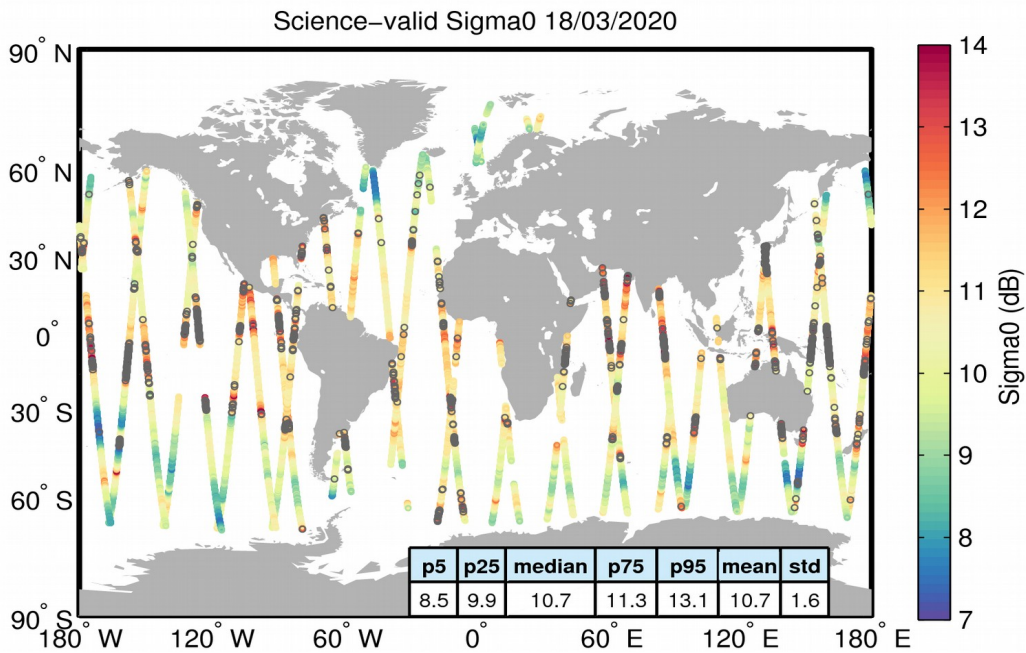 Science−valid Sigma0 18/03/2020
90° N
60° N
30° N
0°
30° S
60° S
90° S
180° W
120° W
60° W
0°
60° E
120° E
180° E
p5 p25 median p75 p95 mean std
8.5 9.9 10.7 11.3 13.1 10.7 1.6
14
13
12
11
10
9
8
7
Sigma0 (dB)